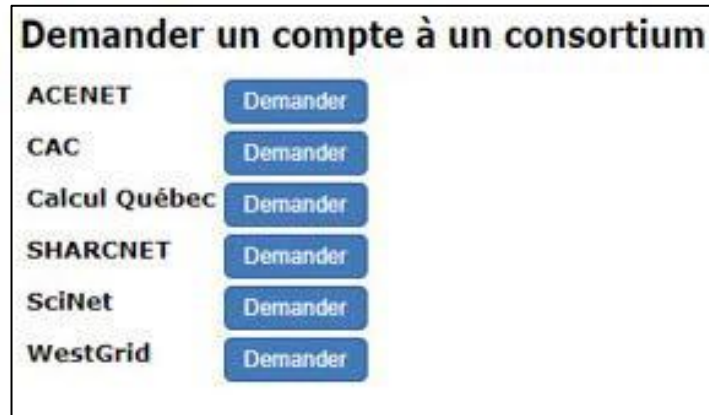 Demander un compte à un consortium
ACENET Demander
CAC Demander
Calcul Québec Demander
SHARCNET Demander
SciNet Demander
WestGrid Demander